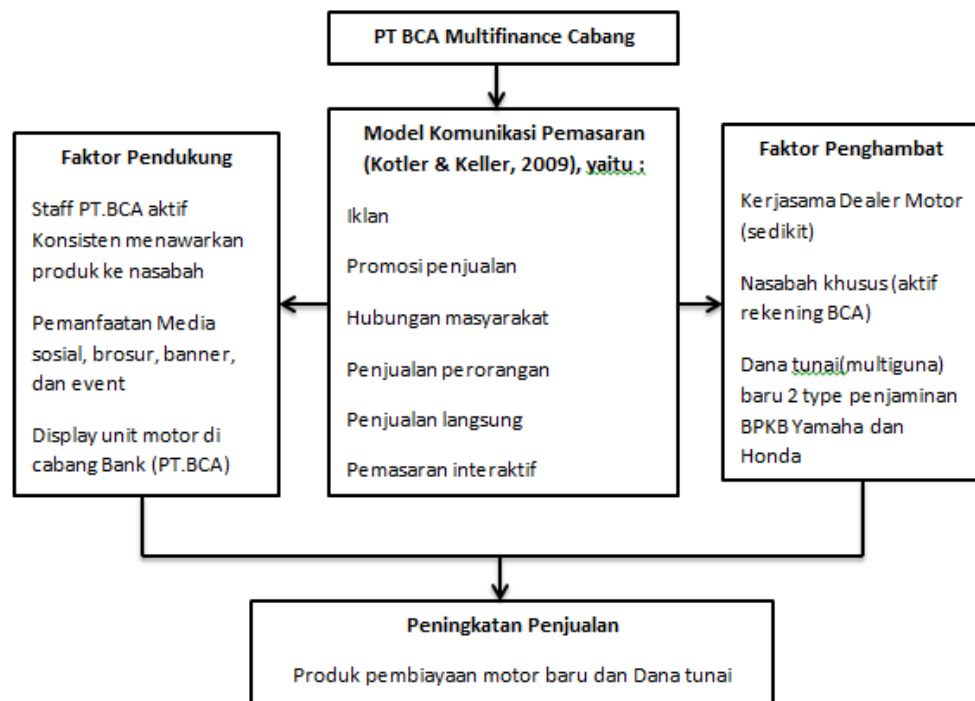 PT BCA Multifinance Cabang
Model Komunikasi Pemasaran
(Kotler & Keller, 2009), yaitu :
Iklan
Promosi penjualan
Hubungan masyarakat
Penjualan perorangan
Penjualan langsung
Pemasaran interaktif
Faktor Pendukung
Staff PT.BCA aktif
Konsisten menawarkan
produk ke nasabah
Pemanfaatan Media
sosial, brosur, banner,
dan event
Display unit motor di
cabang Bank (PT.BCA)
Faktor Penghambat
Kerjasama Dealer Motor
(sedikit)
Nasabah khusus (aktif
rekening BCA)
Dana tunai(multiguna)
baru 2 type penjaminan
BPKB Yamaha dan
Honda
Peningkatan Penjualan
Produk pembiayaan motor baru dan Dana tunai